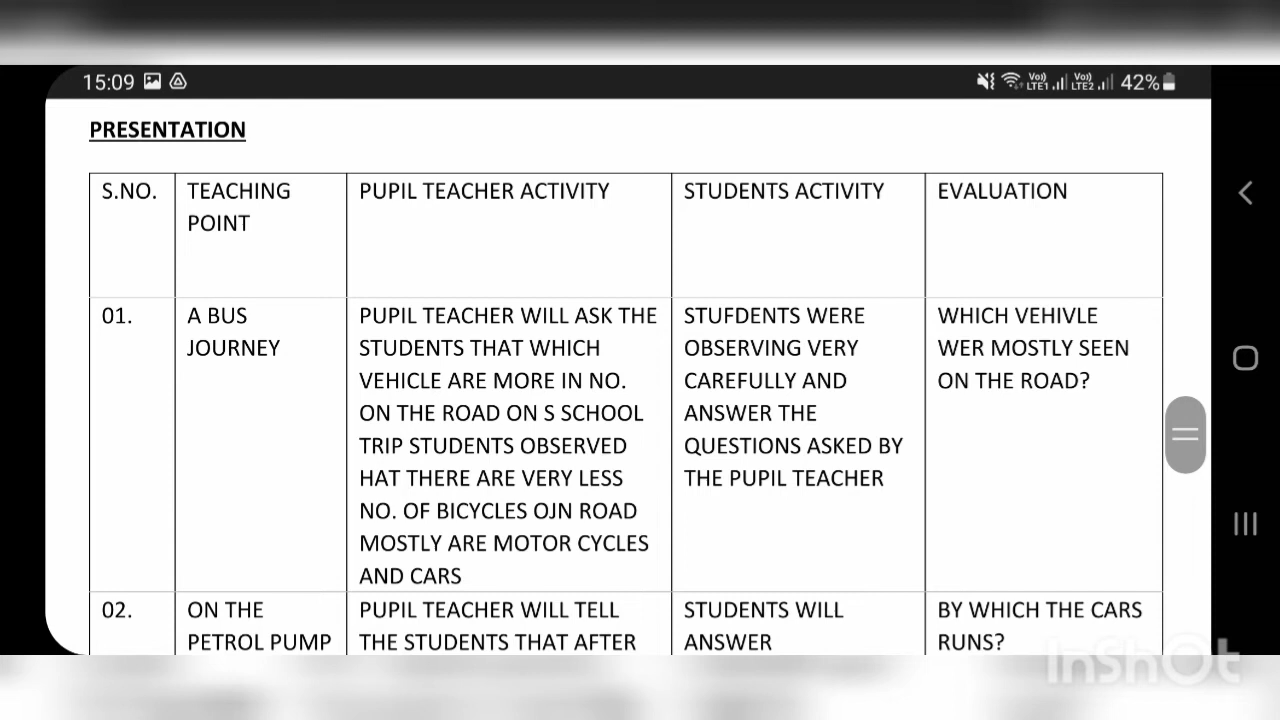 15:09 Vo) LTE1 Vo) LTE2 42%
PRESENTATION
S.NO. TEACHING POINT PUPIL TEACHER ACTIVITY STUDENTS ACTIVITY EVALUATION
01.
A BUS
JOURNEY
PUPIL TEACHER WILL ASK THE
STUDENTS THAT WHICH
VEHICLE ARE MORE IN NO.
ON THE ROAD ON S SCHOOL
TRIP STUDENTS OBSERVED
HAT THERE ARE VERY LESS
NO. OF BICYCLES OJN ROAD
MOSTLY ARE MOTOR CYCLES
AND CARS
STUFDENTS WERE
OBSERVING VERY
CAREFULLY AND
ANSWER THE
QUESTIONS ASKED BY
THE PUPIL TEACHER
WHICH VEHIVLE
WER MOSTLY SEEN
ON THE ROAD?
02.
ON THE
PETROL PUMP
PUPIL TEACHER WILL TELL
THE STUDENTS THAT AFTER
STUDENTS WILL
ANSWER
BY WHICH THE CARS
RUNS?
InShOt